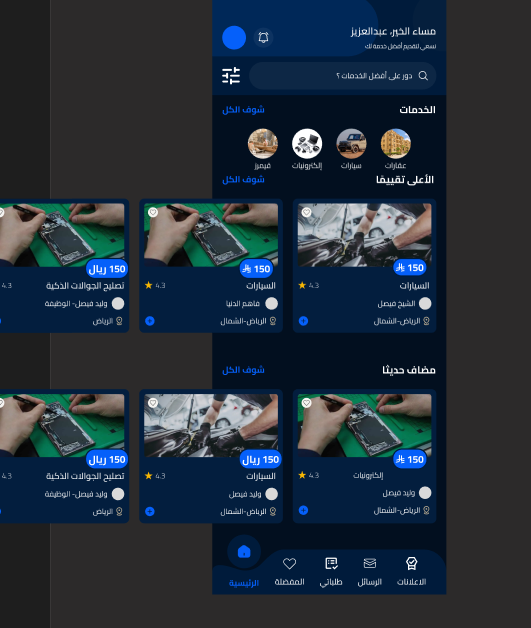 مساء الخير، عبدالعزيز
نسعى لتقديم أفضل خدمة لك
دور على أفضل الخدمات ؟
الخدمات
شوف الكل
عقارات
سيارات
إلكترونيات
فيمرز
الأعلى تقييمًا
شوف الكل
150
السيارات
4.3
الشيخ فيصل
الرياض-الشمال
150
السيارات
4.3
فاهم الدنيا
الرياض-الشمال
150 ريال
تصليح الجوالات الذكية
4.3
وليد فيصل- الوظيفة
الرياض
مضاف حديثًا
شوف الكل
150
إلكترونيات
4.3
وليد فيصل
الرياض-الشمال
150 ريال
السيارات
4.3
وليد فيصل
الرياض-الشمال
150 ريال
تصليح الجوالات الذكية
4.3
وليد فيصل- الوظيفة
الرياض
الاعلانات
الرسائل
طلباتي
المفضلة
الرئيسية